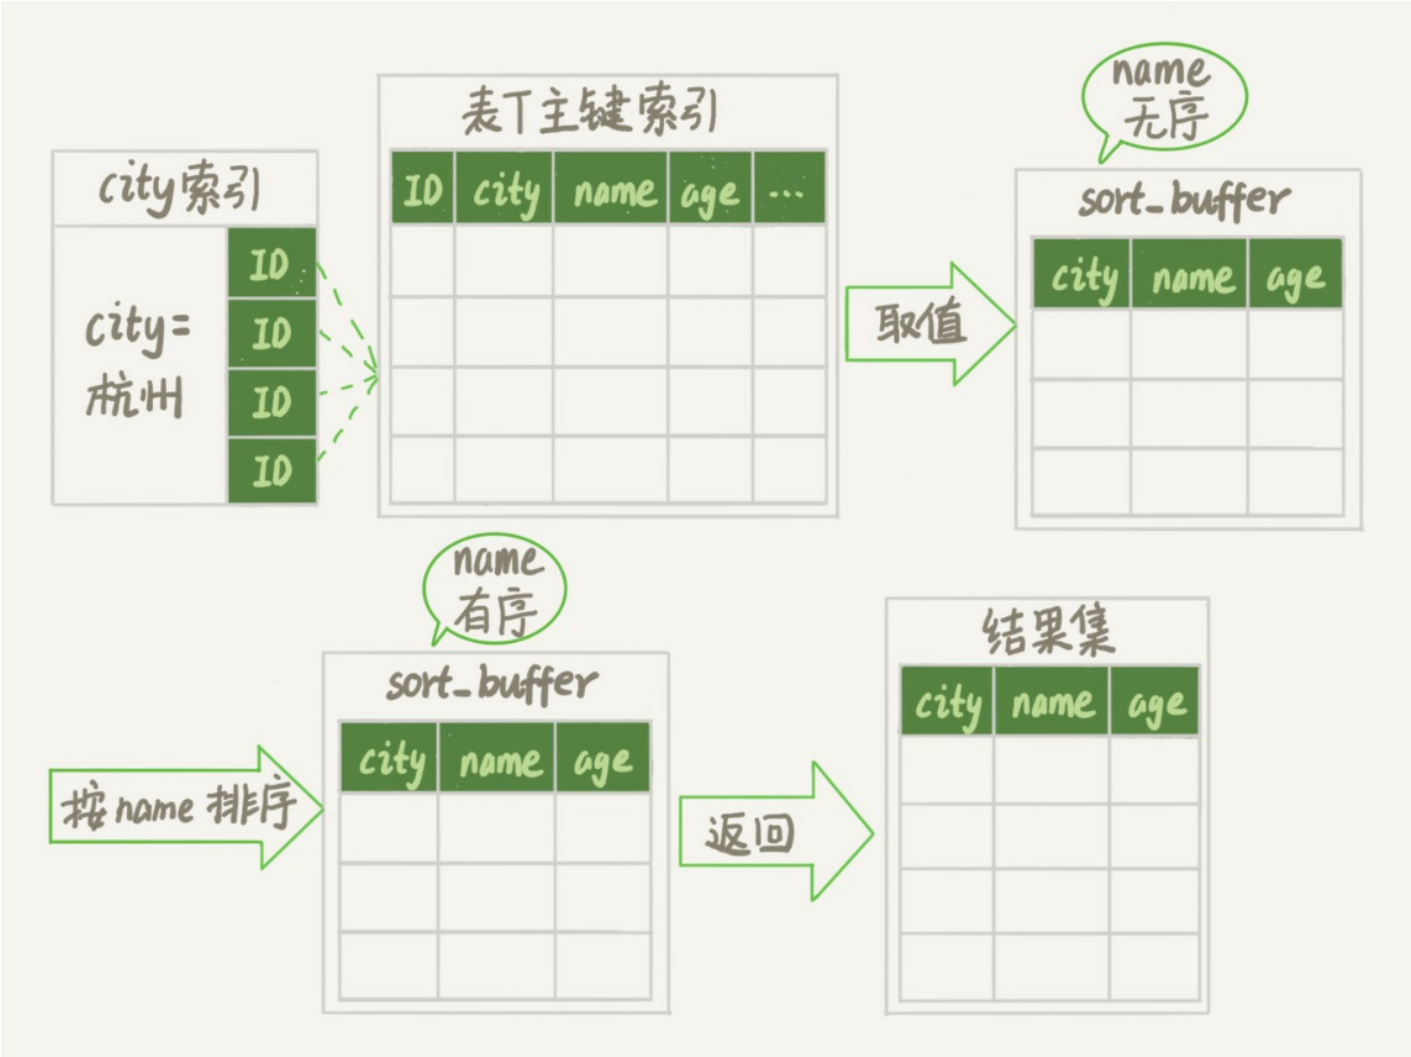 city索引
city=
杭州
ID
ID
ID
ID
表T主键索引
ID city name age ...
取值
name
无序
sort_buffer
city name age
按name排序
name
有序
sort_buffer
city name age
返回
结果集
city name age